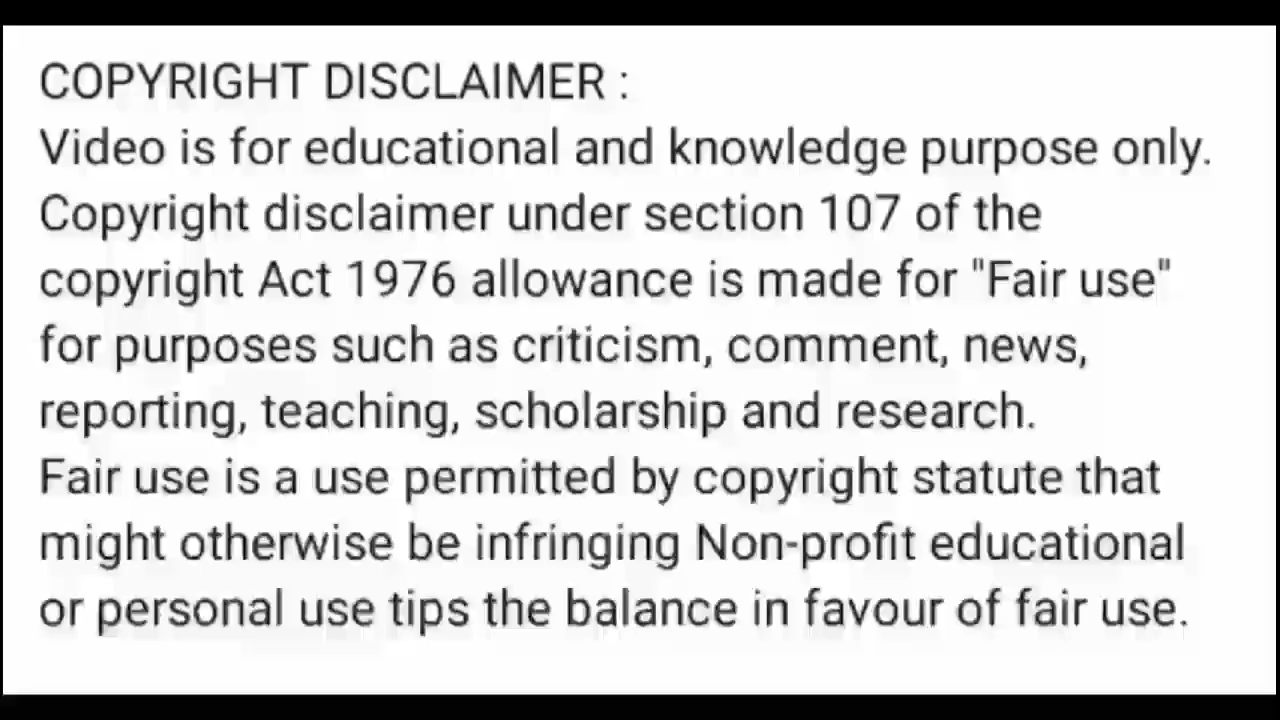 COPYRIGHT DISCLAIMER :
Video is for educational and knowledge purpose only.
Copyright disclaimer under section 107 of the
copyright Act 1976 allowance is made for "Fair use"
for purposes such as criticism, comment, news,
reporting, teaching, scholarship and research.
Fair use is a use permitted by copyright statute that
might otherwise be infringing Non-profit educational
or personal use tips the balance in favour of fair use.